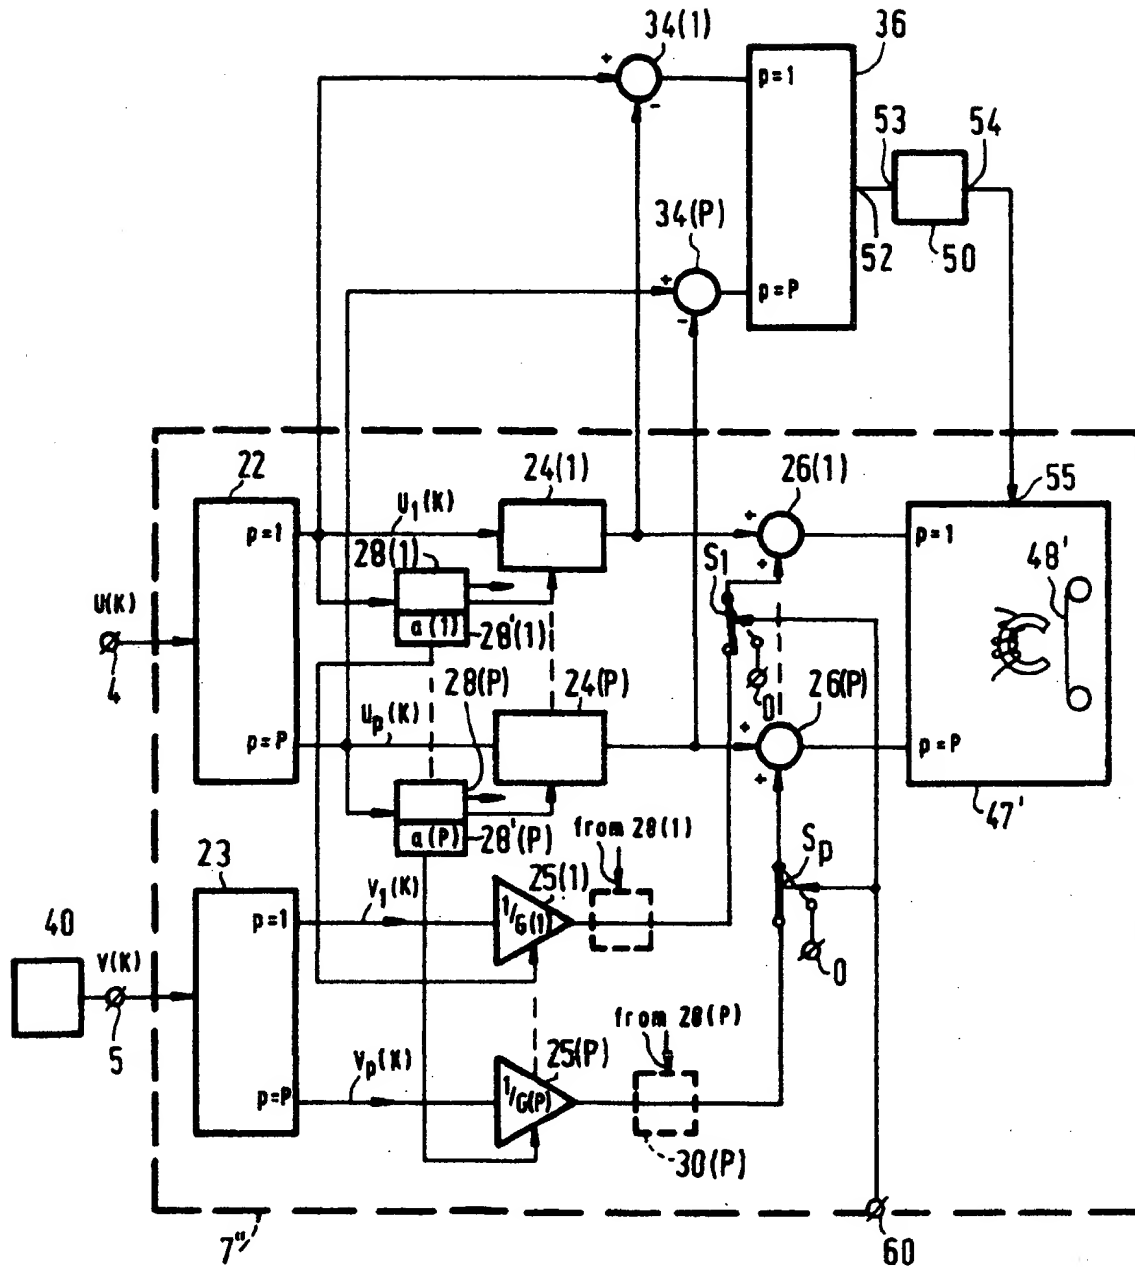 34(1)
36
+
-
p=1
53
54
34(P)
+
-
52
50
p=P
22
24(1)
26(1)
55
p=1
U1(K)
+
+
p=1
28(1)
S1
48'
U(K)
a(1)
28'(1)
4
28(P)
24(P)
0
26(P)
Up(K)
p=P
+
+
p=P
a(P)
28'(P)
from 28(1)
47'
23
Sp
V1(K)
25(1)
p=1
1/G(1)
40
V(K)
0
5
from 28(P)
Vp(K)
25(P)
p=P
1/G(P)
30(P)
7"
60